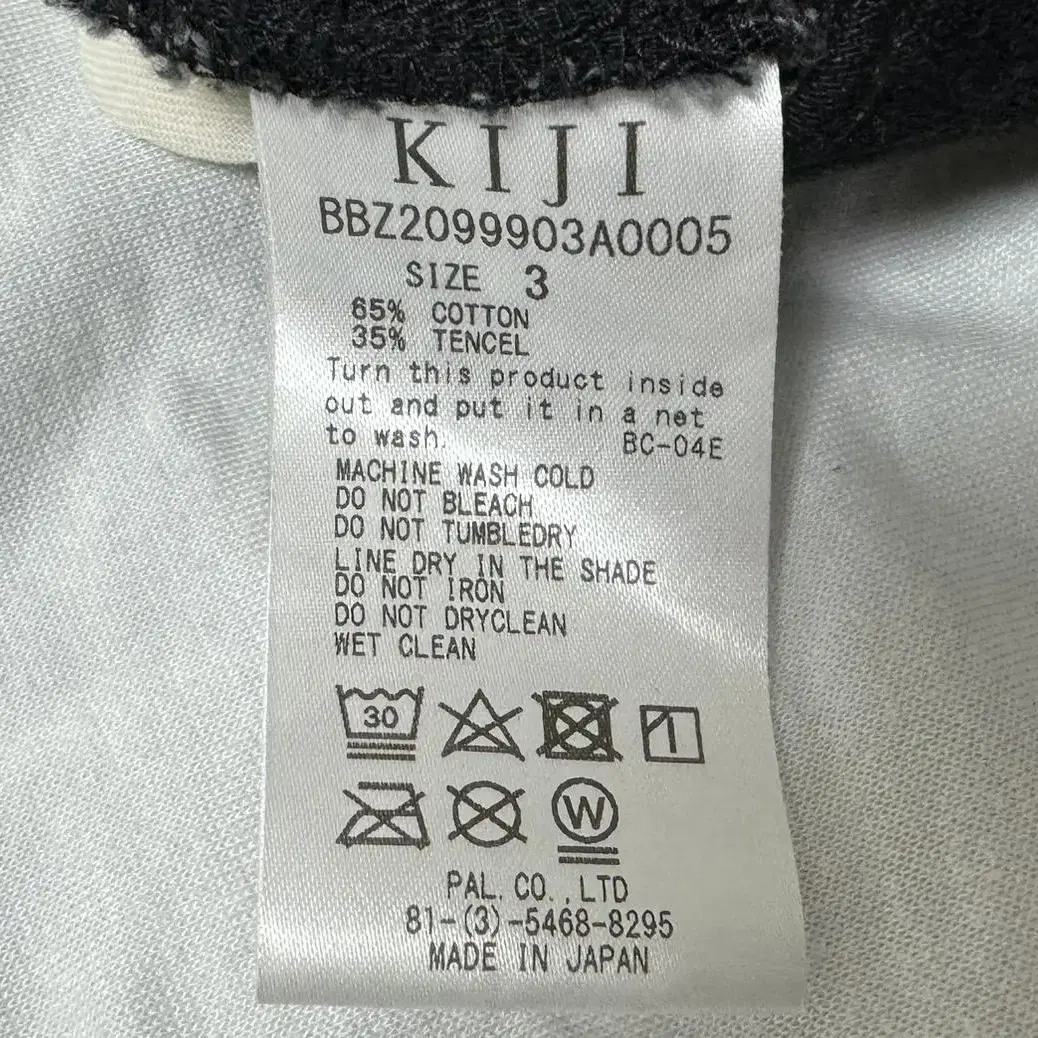 KIJI
BBZ2099903A0005
SIZE 3
65% COTTON
35% TENCEL
Turn this product inside
out and put it in a net
to wash. BC-04E
MACHINE WASH COLD
DO NOT BLEACH
DO NOT TUMBLEDRY
LINE DRY IN THE SHADE
DO NOT IRON
DO NOT DRYCLEAN
WET CLEAN
30
W
PAL. CO.,LTD
81-(3)-5468-8295
MADE IN JAPAN